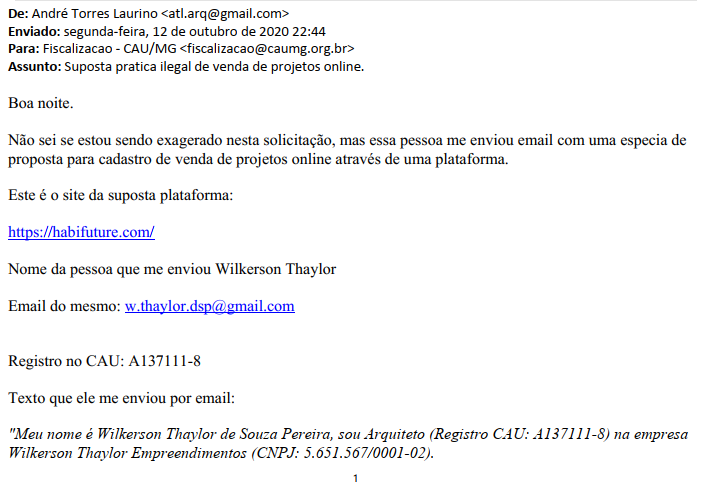 De: André Torres Laurino <atl.arq@gmail.com>
Enviado: segunda-feira, 12 de outubro de 2020 22:44
Para: Fiscalizacao - CAU/MG <fiscalizacao@caumg.org.br>
Assunto: Suposta pratica ilegal de venda de projetos online.
Boa noite.
Não sei se estou sendo exagerado nesta solicitação, mas essa pessoa me enviou email com uma especia de
proposta para cadastro de venda de projetos online através de uma plataforma.
Este é o site da suposta plataforma:
https://habifuture.com/
Nome da pessoa que me enviou Wilkerson Thaylor
Email do mesmo: w.thaylor.dsp@gmail.com
Registro no CAU: A137111-8
Texto que ele me enviou por email:
"Meu nome é Wilkerson Thaylor de Souza Pereira, sou Arquiteto (Registro CAU: A137111-8) na empresa
Wilkerson Thaylor Empreendimentos (CNPJ: 5.651.567/0001-02).
1